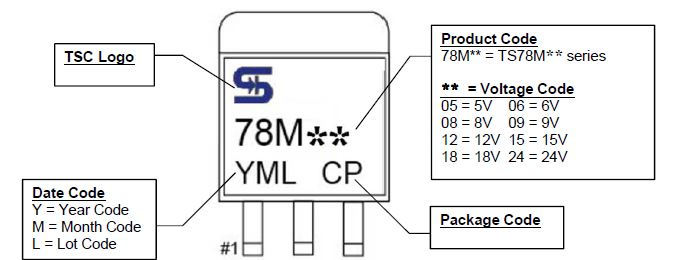 TSC Logo
78M**
YML CP
#1
Product Code
78M** = TS78M** series
** = Voltage Code
05 = 5V 06 = 6V
08 = 8V 09 = 9V
12 = 12V 15 = 15V
18 = 18V 24 = 24V
Date Code
Y = Year Code
M = Month Code
L = Lot Code
Package Code